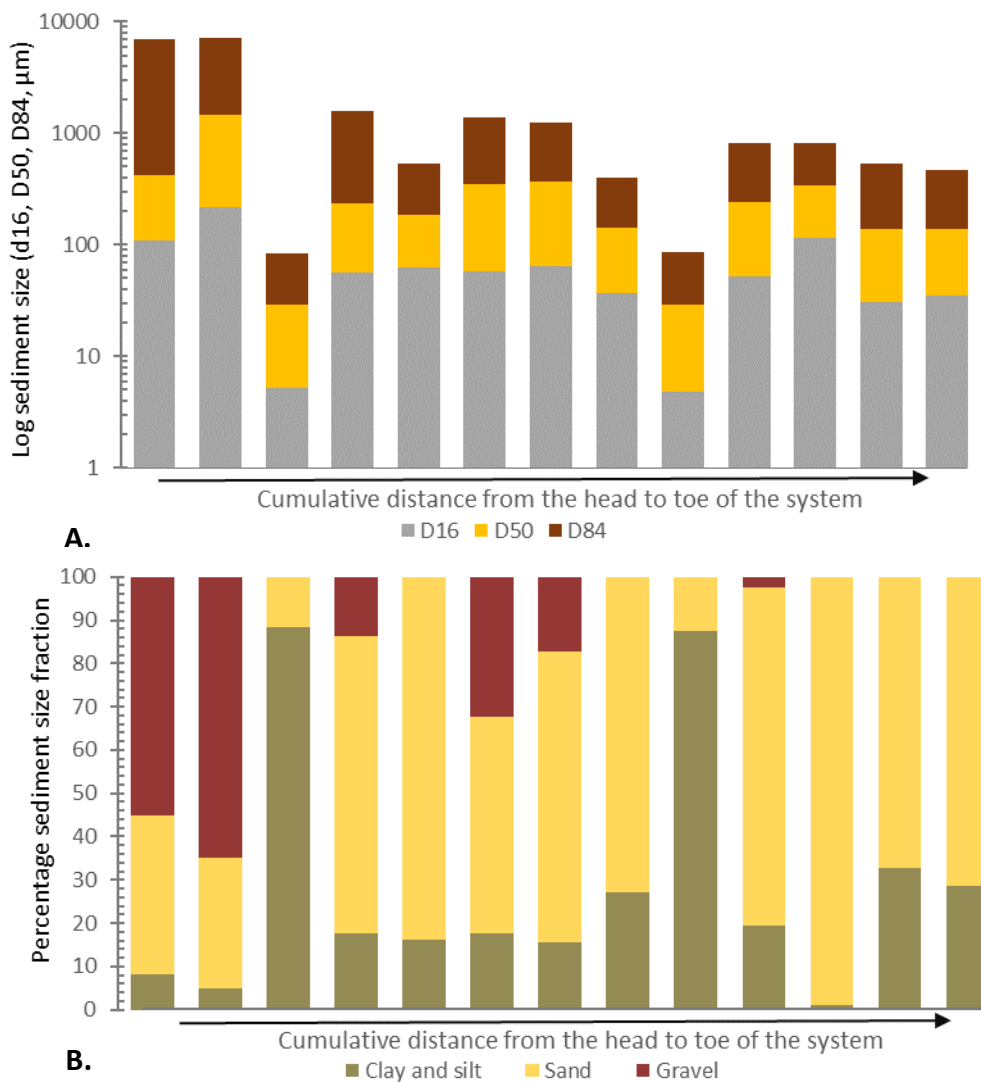 Log sediment size (d16, D50, D84, µm)
10000
1000
100
10
1
Cumulative distance from the head to toe of the system
A.
D16 D50 D84
Percentage sediment size fraction
100
90
80
70
60
50
40
30
20
10
0
Cumulative distance from the head to toe of the system
B.
Clay and silt Sand Gravel